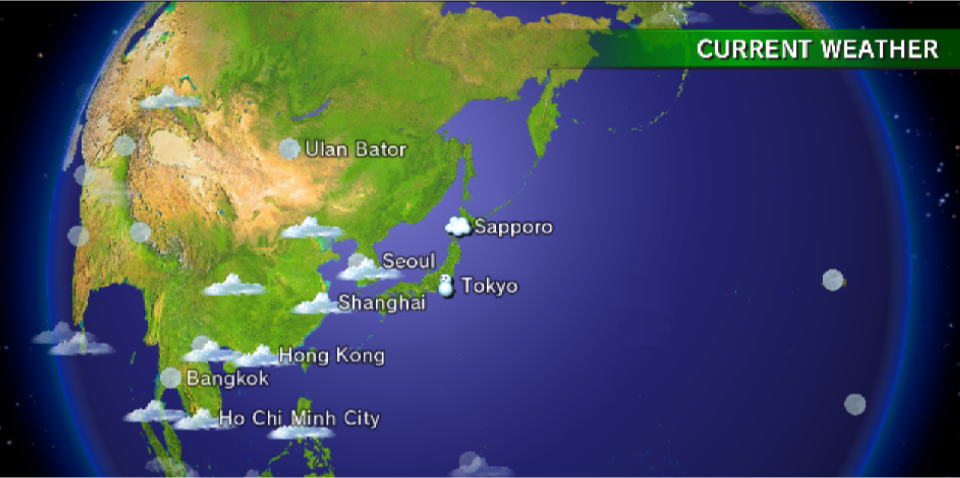 CURRENT WEATHER
Ulan Bator
Sapporo
Seoul
Tokyo
Shanghai
Hong Kong
Bangkok
Ho Chi Minh City